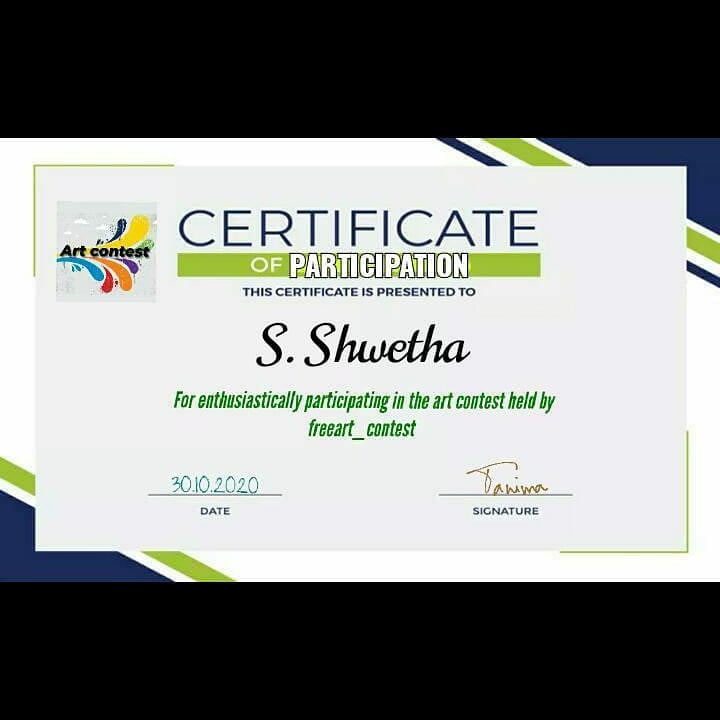 Art contest
CERTIFICATE
OF PARTICIPATION
THIS CERTIFICATE IS PRESENTED TO
S. Shwetha
For enthusiastically participating in the art contest held by
freeart_contest
30.10.2020
Tanima
DATE
SIGNATURE